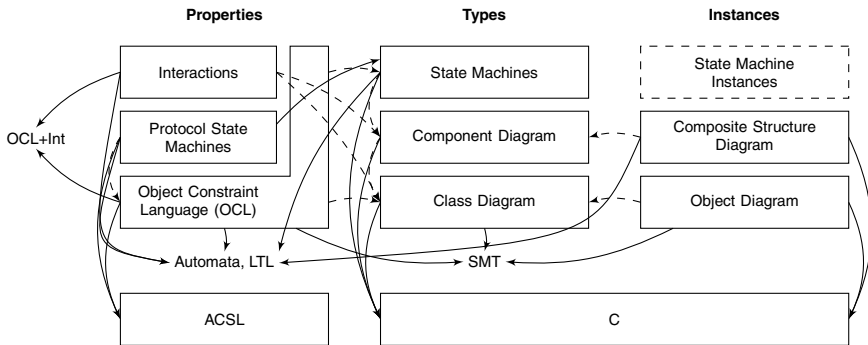 Properties
Types
Instances
Interactions
State Machines
State Machine
Instances
OCL+Int
Protocol State
Machines
Component Diagram
Composite Structure
Diagram
Object Constraint
Language (OCL)
Class Diagram
Object Diagram
Automata, LTL
SMT
ACSL
C